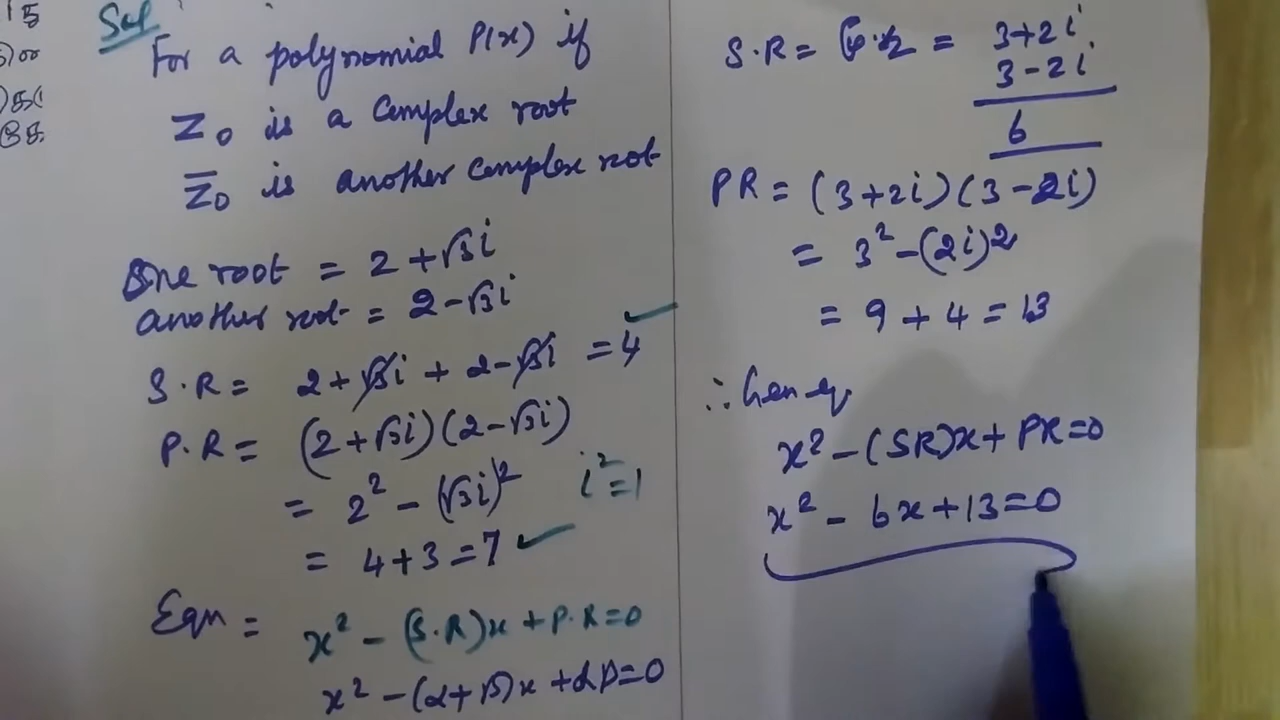 Sol
For a polynomial P(x) if
Z₀ is a complex root
Z̄₀ is another complex root
One root = 2 + √3i
another root = 2 - √3i
S.R = 2 + √3i + 2 - √3i = 4
P.R = (2 + √3i)(2 - √3i)
= 2² - (√3i)² i² = 1
= 4 + 3 = 7
Eqn = x² - (S.R)x + P.R = 0
x² - (α+β)x + αβ = 0
S.R = = 3+2i
3-2i
6
PR = (3+2i)(3-2i)
= 3² - (2i)²
= 9 + 4 = 13
∴ Gen eq
x² - (SR)x + PR = 0
x² - 6x + 13 = 0